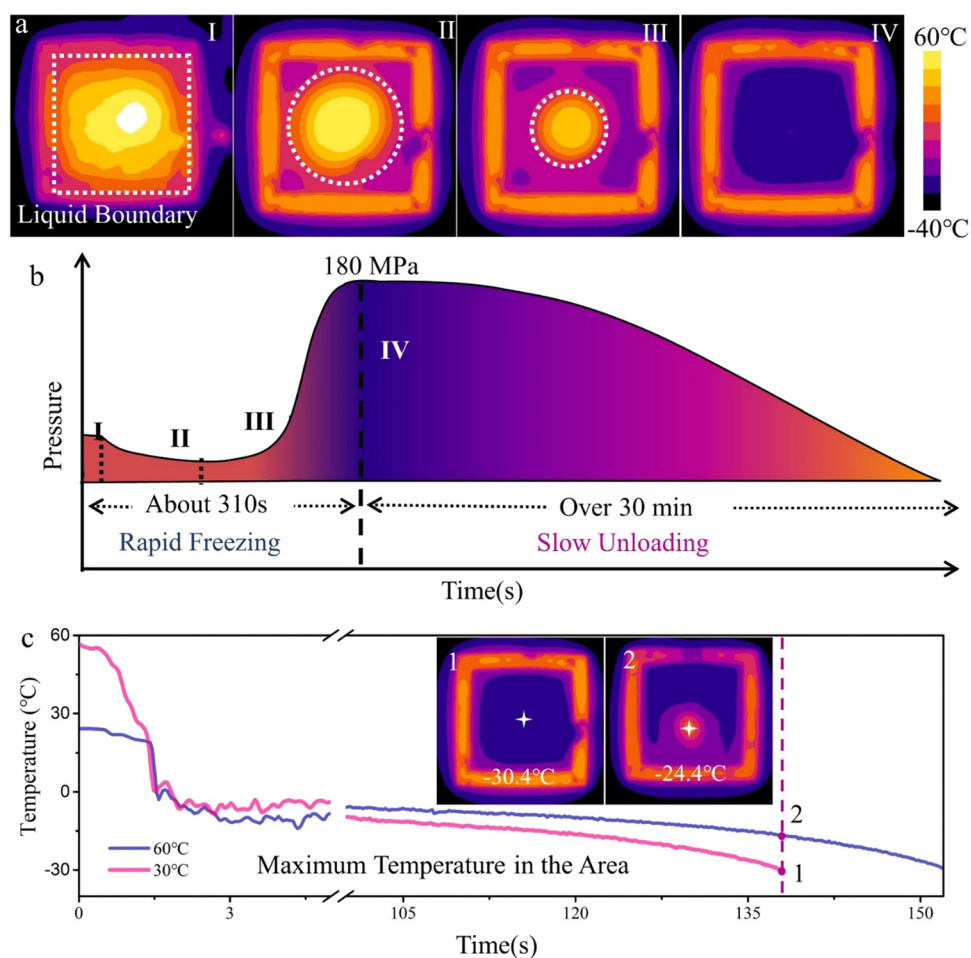 a
I
II
III
IV
60℃
-40℃
Liquid Boundary
b
180 MPa
Pressure
I
II
III
IV
About 310s
Over 30 min
Rapid Freezing
Slow Unloading
Time(s)
c
Temperature (℃)
60
30
0
-30
1
2
-30.4℃
-24.4℃
2
1
60℃
30℃
Maximum Temperature in the Area
0
3
105
120
135
150
Time(s)